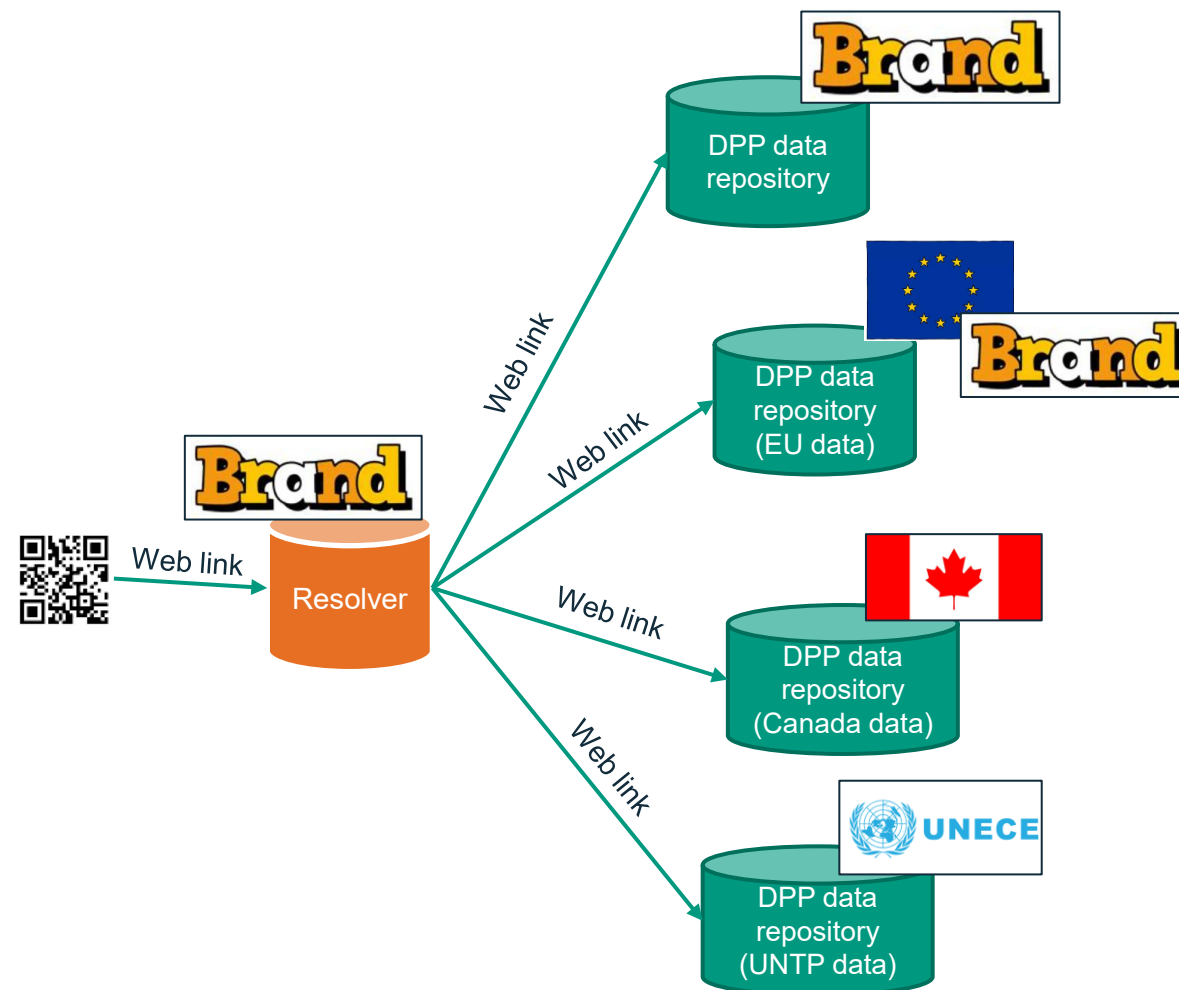 Brand
DPP data
repository
Web link
Brand
DPP data
repository
(EU data)
Web link
Brand
Web link
Resolver
Web link
DPP data
repository
(Canada data)
Web link
UNECE
DPP data
repository
(UNTP data)